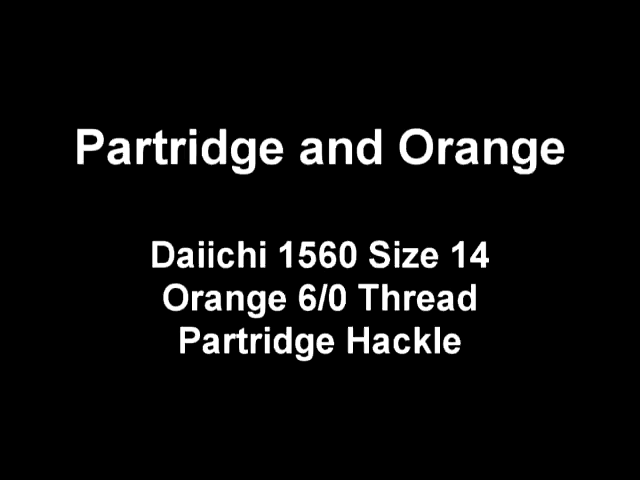 Partridge and Orange
Daiichi 1560 Size 14
Orange 6/0 Thread
Partridge Hackle